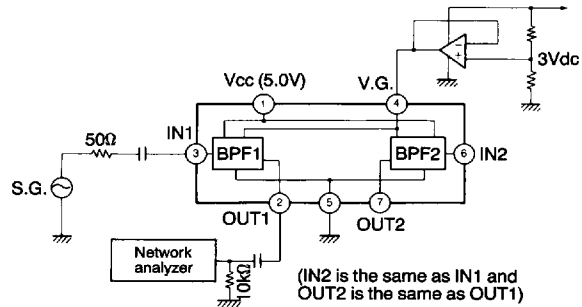 3Vdc
Vcc (5.0V)
V.G.
1
4
50Ω
IN1
3
BPF1
BPF2
6
IN2
S.G.
2
5
7
OUT1
OUT2
Network
analyzer
10kΩ
(IN2 is the same as IN1 and
OUT2 is the same as OUT1)